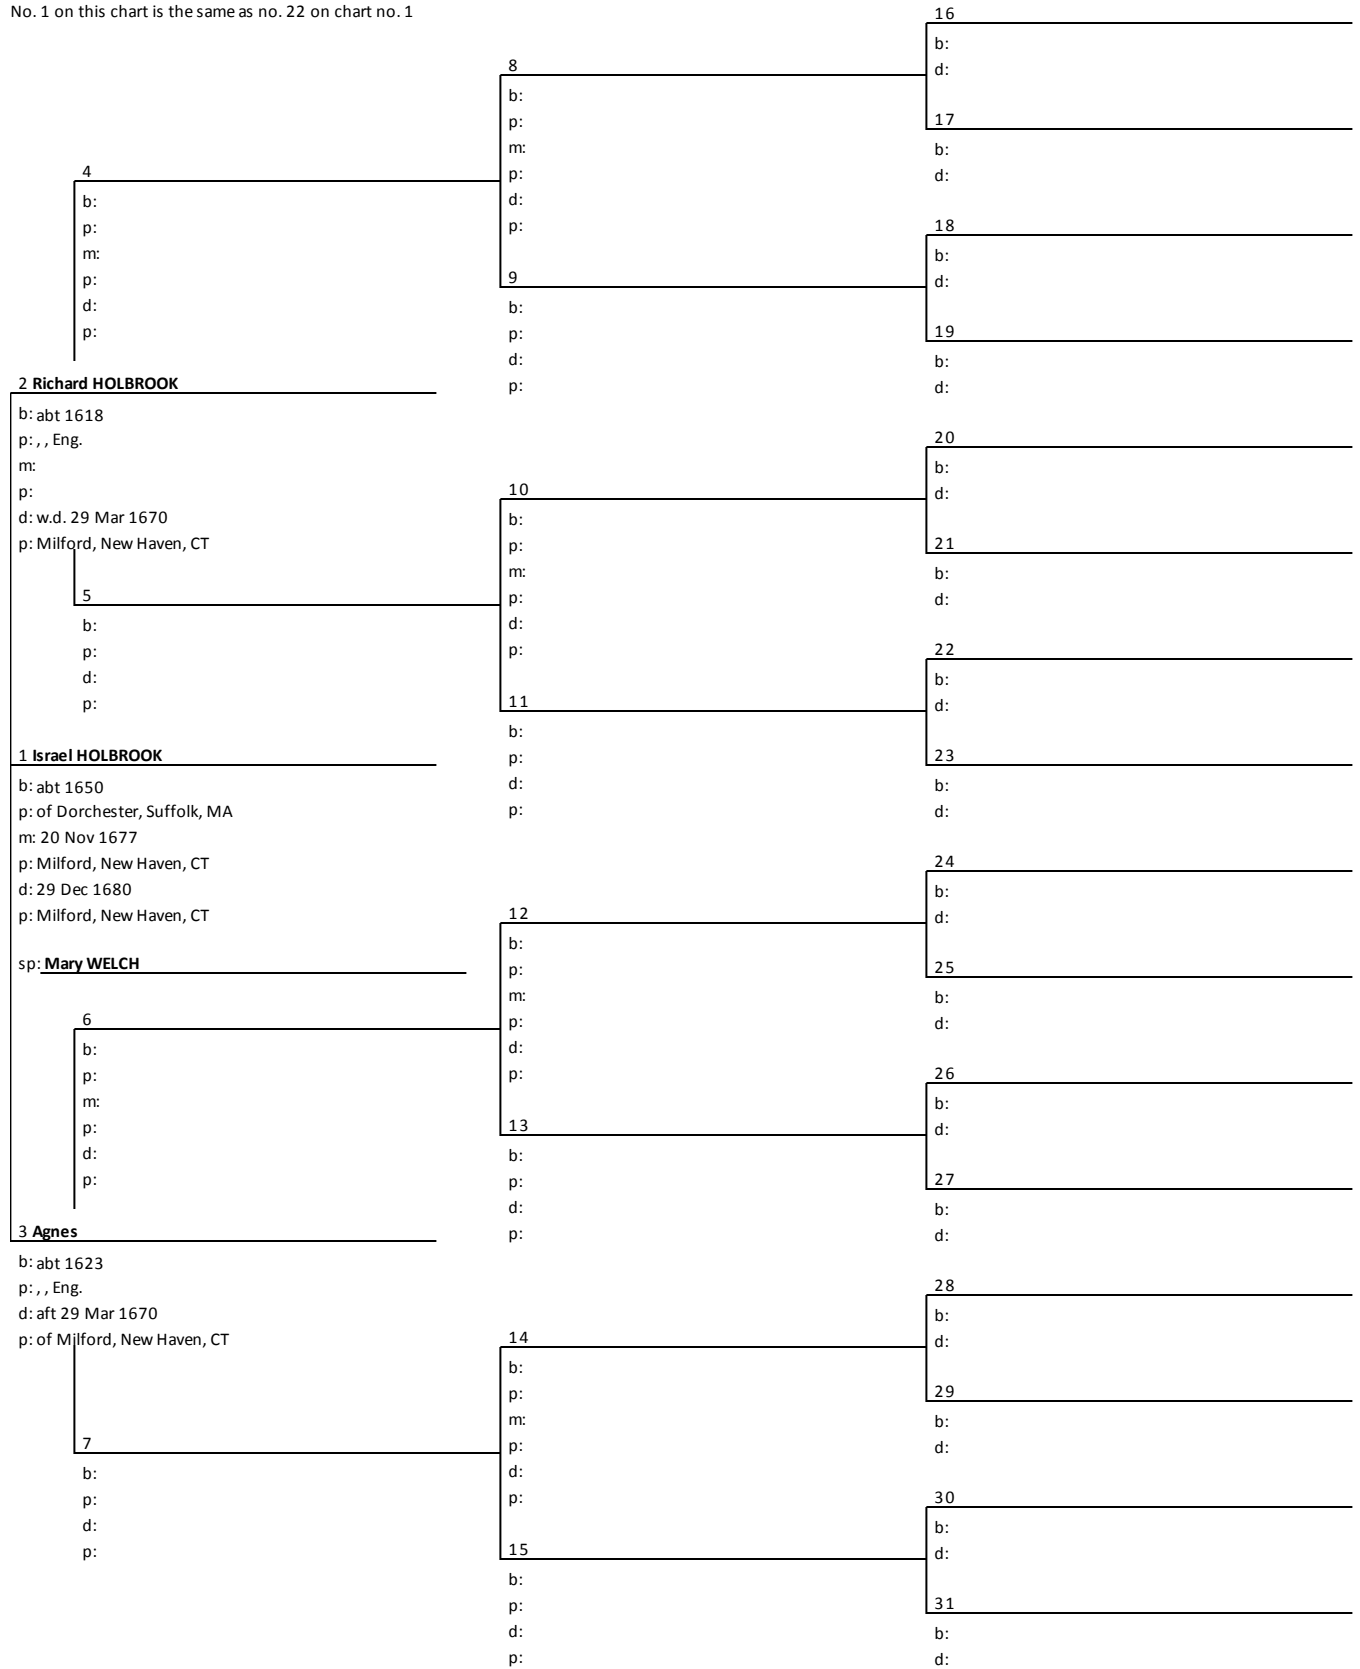 No. 1 on this chart is the same as no. 22 on chart no. 1
16
b:
d:
8
b:
p:
m:
p:
d:
p:
17
b:
d:
4
b:
p:
m:
p:
d:
p:
18
b:
d:
9
b:
p:
d:
p:
19
b:
d:
2 Richard HOLBROOK
b: abt 1618
p: , , Eng.
m:
p:
d: w.d. 29 Mar 1670
p: Milford, New Haven, CT
20
b:
d:
10
b:
p:
m:
p:
d:
p:
21
b:
d:
5
b:
p:
d:
p:
22
b:
d:
11
b:
p:
d:
p:
23
b:
d:
1 Israel HOLBROOK
b: abt 1650
p: of Dorchester, Suffolk, MA
m: 20 Nov 1677
p: Milford, New Haven, CT
d: 29 Dec 1680
p: Milford, New Haven, CT
sp: Mary WELCH
24
b:
d:
12
b:
p:
m:
p:
d:
p:
25
b:
d:
6
b:
p:
m:
p:
d:
p:
26
b:
d:
13
b:
p:
d:
p:
27
b:
d:
3 Agnes
b: abt 1623
p: , , Eng.
d: aft 29 Mar 1670
p: of Milford, New Haven, CT
28
b:
d:
14
b:
p:
m:
p:
d:
p:
29
b:
d:
7
b:
p:
d:
p:
30
b:
d:
15
b:
p:
d:
p:
31
b:
d: